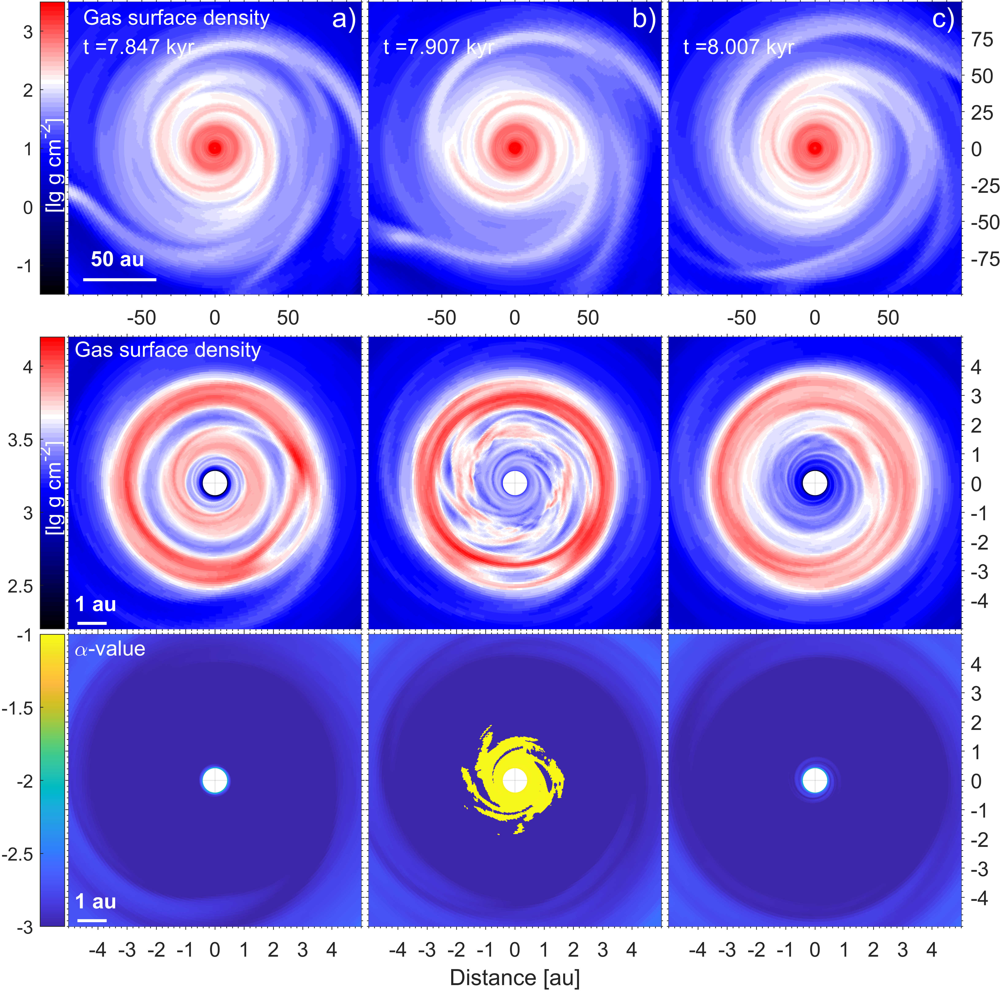 Gas surface density
a)
b)
c)
t =7.847 kyr
t =7.907 kyr
t =8.007 kyr
3
2
1
0
-1
[lg g cm-2]
50 au
75
50
25
0
-25
-50
-75
-50 0 50
-50 0 50
-50 0 50
Gas surface density
4
3.5
3
2.5
[lg g cm-2]
1 au
4
3
2
1
0
-1
-2
-3
-4
α-value
-1
-1.5
-2
-2.5
-3
1 au
4
3
2
1
0
-1
-2
-3
-4
-4 -3 -2 -1 0 1 2 3 4
-4 -3 -2 -1 0 1 2 3 4
-4 -3 -2 -1 0 1 2 3 4
Distance [au]